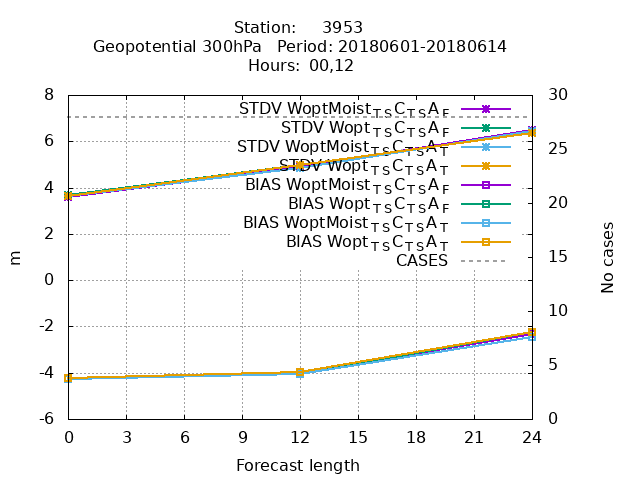 Station: 3953
Geopotential 300hPa Period: 20180601-20180614
Hours: 00,12
8
6
4
2
0
-2
-4
-6
m
30
25
20
15
10
5
0
No cases
STDV WoptMoist_TS C_TS A_F
STDV Wopt_TS C_TS A_F
STDV WoptMoist_TS C_TS A_T
STDV Wopt_TS C_TS A_T
BIAS WoptMoist_TS C_TS A_F
BIAS Wopt_TS C_TS A_F
BIAS WoptMoist_TS C_TS A_T
BIAS Wopt_TS C_TS A_T
CASES
0 3 6 9 12 15 18 21 24
Forecast length